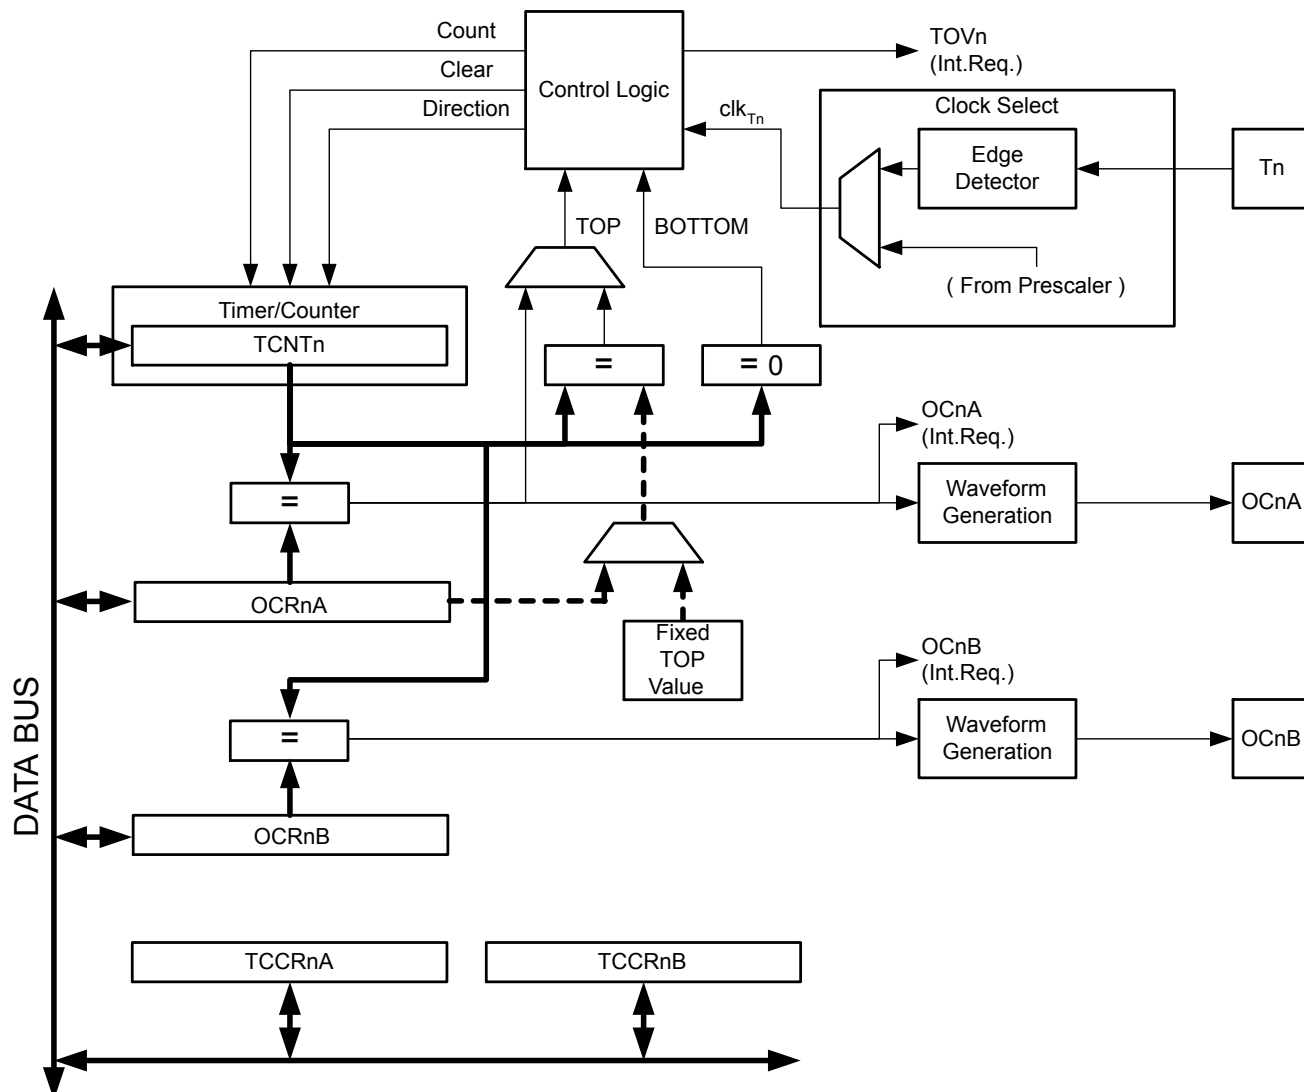 Count
Clear
Direction
Control Logic
TOVn
(Int.Req.)
clkTn
Clock Select
Edge
Detector
Tn
TOP
BOTTOM
( From Prescaler )
Timer/Counter
TCNTn
=
= 0
OCnA
(Int.Req.)
=
Waveform
Generation
OCnA
OCRnA
Fixed
TOP
Value
OCnB
(Int.Req.)
=
Waveform
Generation
OCnB
DATA BUS
OCRnB
TCCRnA
TCCRnB